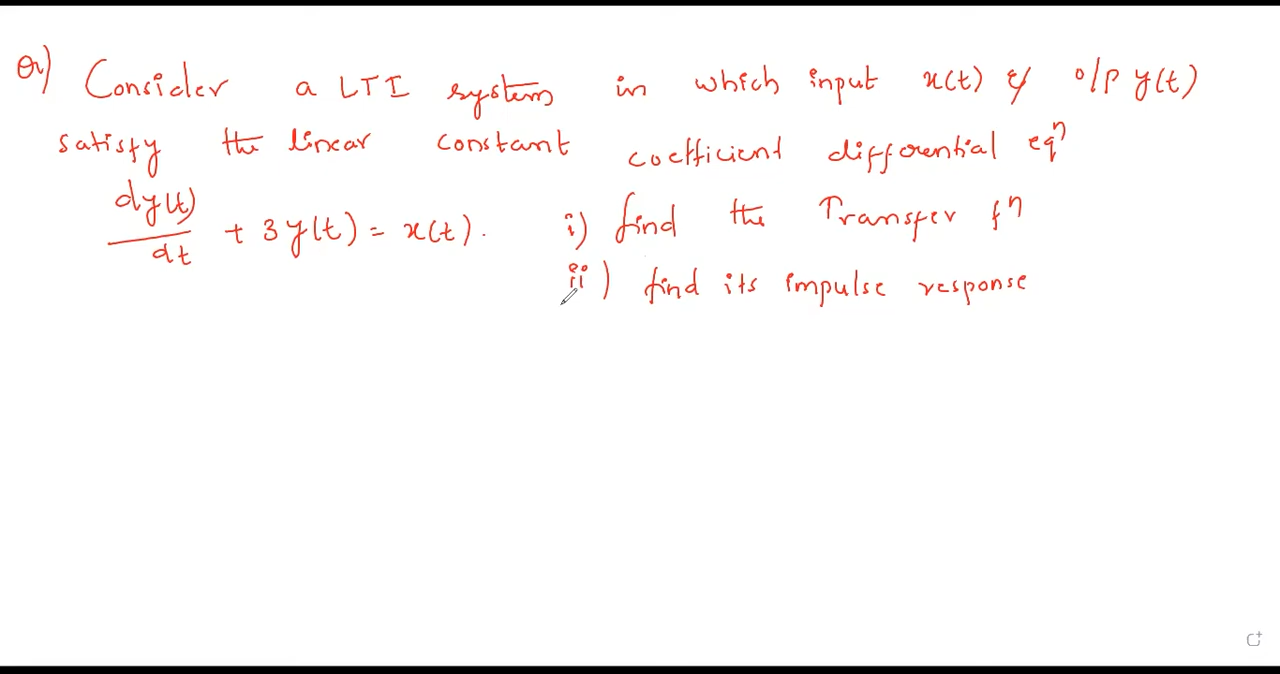 Q) Consider a LTI system in which input x(t) & o/p y(t)
satisfy the linear constant coefficient differential eqⁿ
dy(t)/dt + 3y(t) = x(t). i) find the Transfer fⁿ
ii) find its impulse response